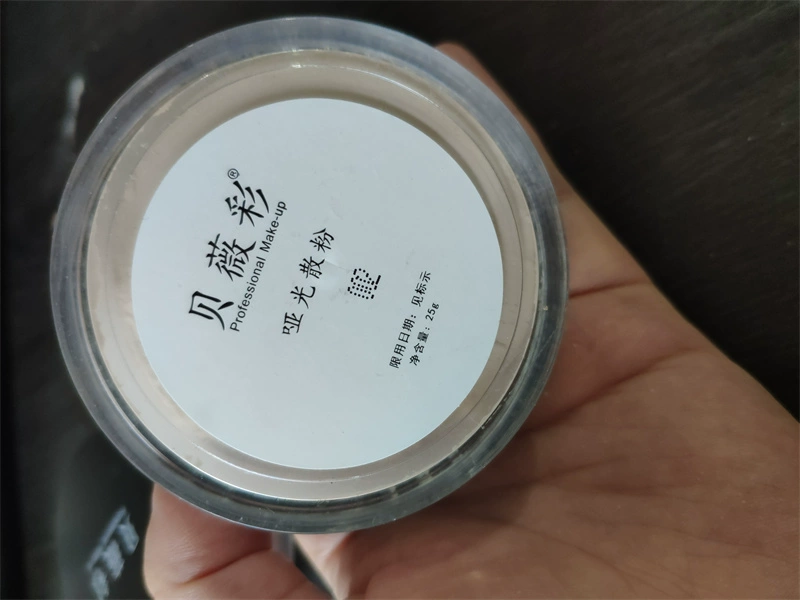 贝薇彩®
Professional Make-up
哑光散粉
限用日期：见标示
净含量：25g